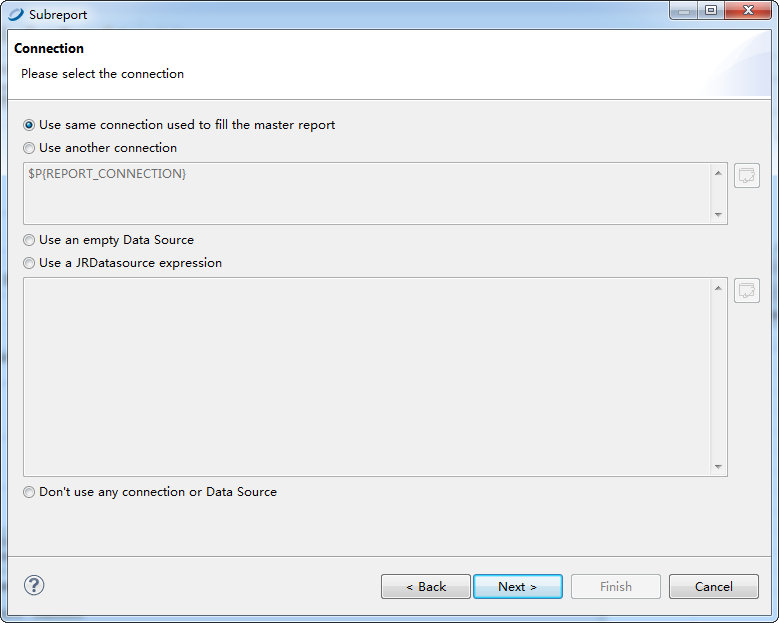 Subreport
Connection
Please select the connection
Use same connection used to fill the master report
Use another connection
$P{REPORT_CONNECTION}
Use an empty Data Source
Use a JRDatasource expression
Don't use any connection or Data Source
? < Back Next > Finish Cancel